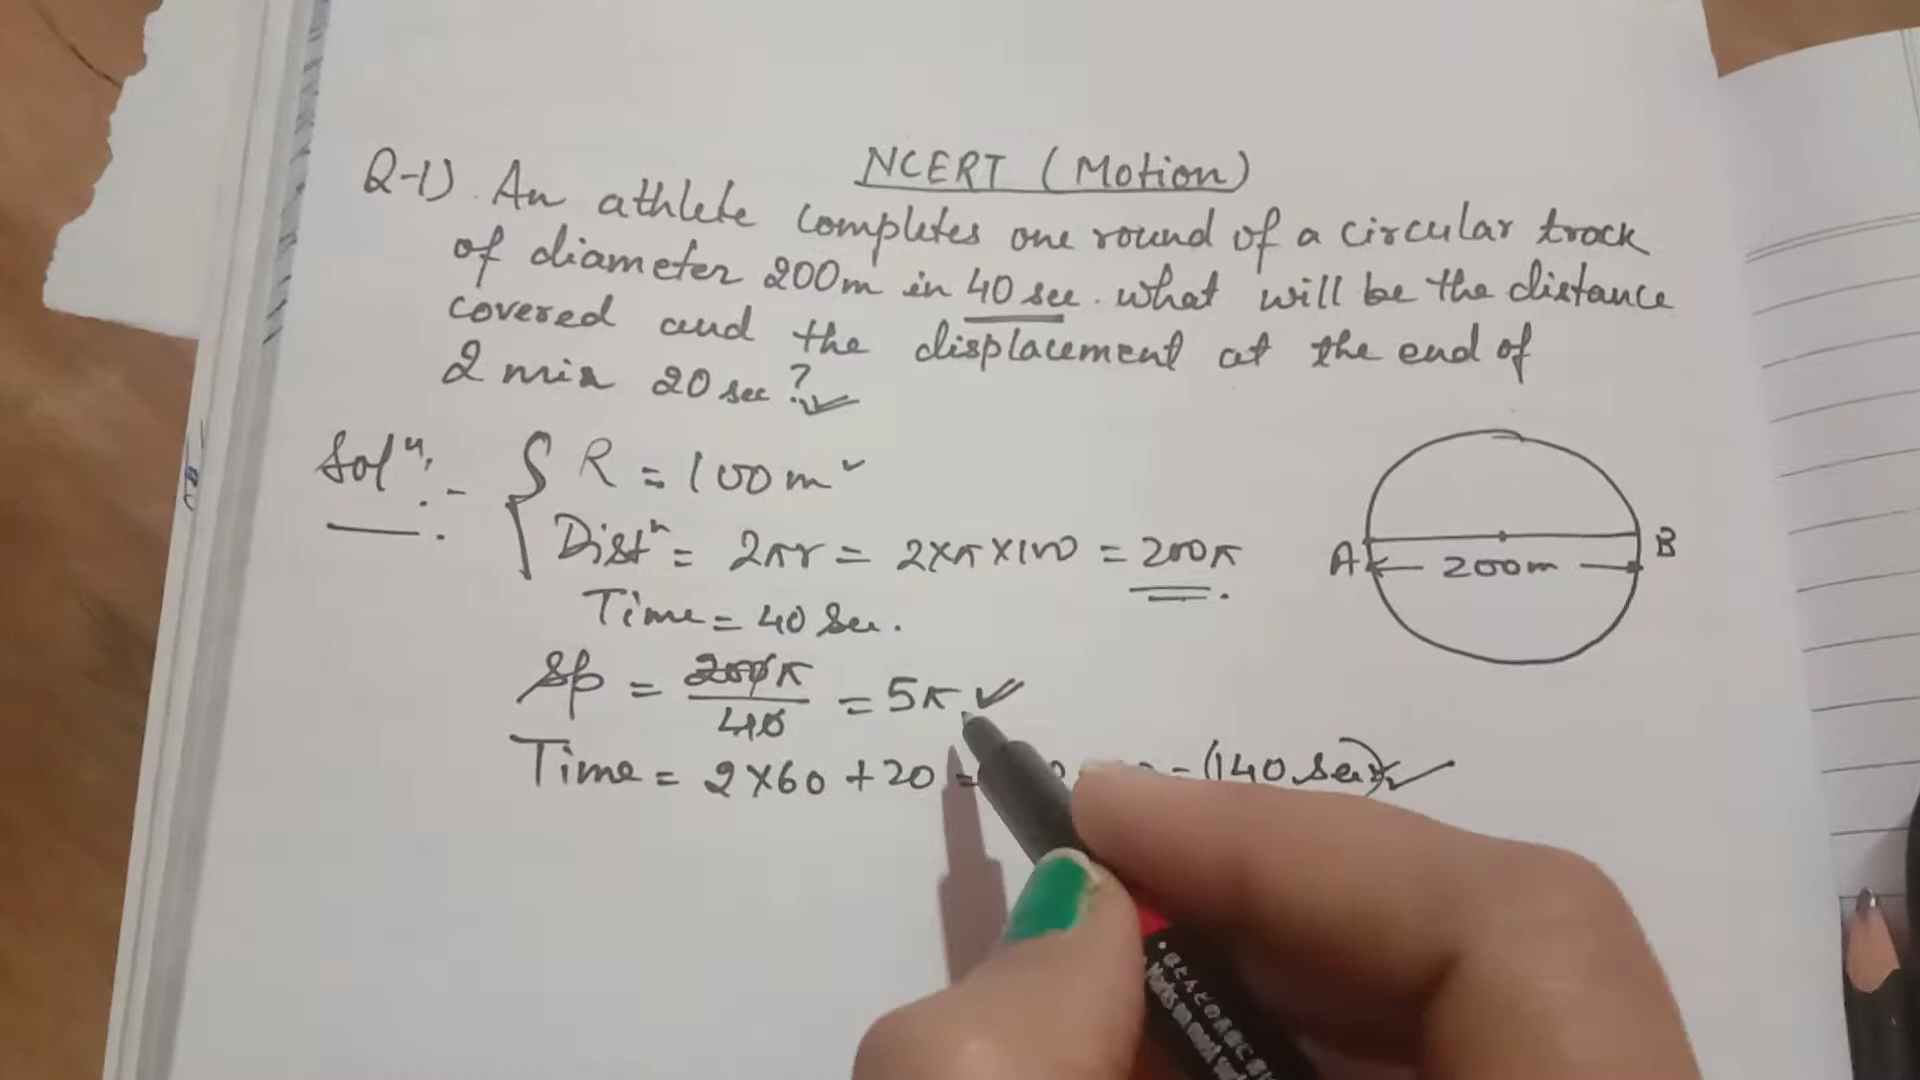 NCERT (Motion)
Q-1) An athlete completes one round of a circular track
of diameter 200m in 40 sec. what will be the distance
covered and the displacement at the end of
2 min 20 sec?
Solⁿ:- R = 100m
Distⁿ = 2πr = 2×π×100 = 200π
A 200m B
Time = 40 Sec.
Sp = 200π/40 = 5π
Time = 2×60 + 20 = (140 Sec)